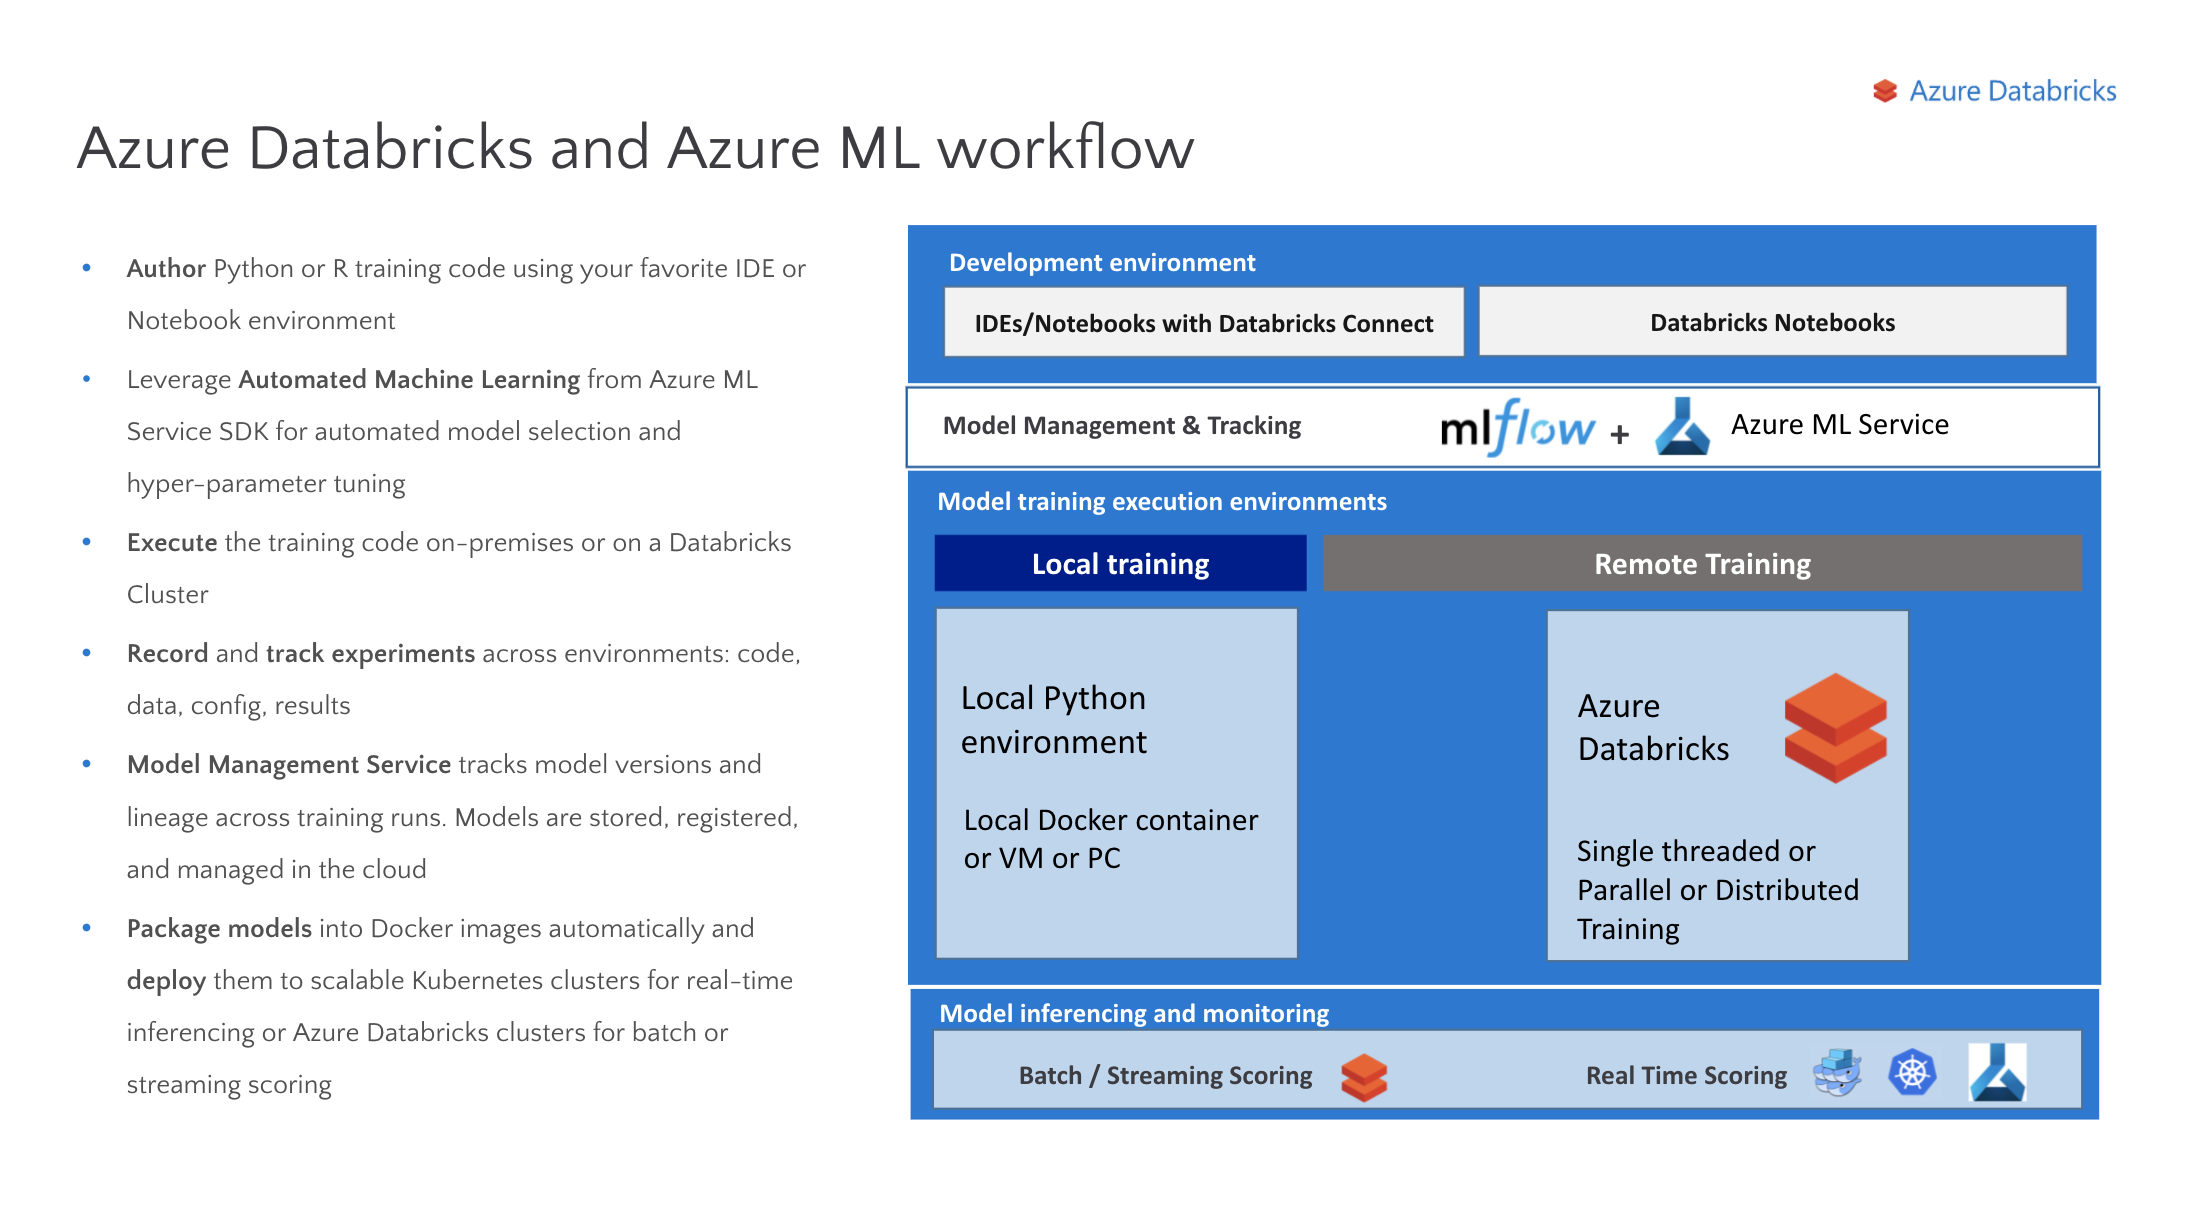 Azure Databricks
Azure Databricks and Azure ML workflow
• Author Python or R training code using your favorite IDE or
Notebook environment
• Leverage Automated Machine Learning from Azure ML
Service SDK for automated model selection and
hyper-parameter tuning
• Execute the training code on-premises or on a Databricks
Cluster
• Record and track experiments across environments: code,
data, config, results
• Model Management Service tracks model versions and
lineage across training runs. Models are stored, registered,
and managed in the cloud
• Package models into Docker images automatically and
deploy them to scalable Kubernetes clusters for real-time
inferencing or Azure Databricks clusters for batch or
streaming scoring
Development environment
IDEs/Notebooks with Databricks Connect
Databricks Notebooks
Model Management & Tracking
mlflow + Azure ML Service
Model training execution environments
Local training
Remote Training
Local Python
environment
Local Docker container
or VM or PC
Azure
Databricks
Single threaded or
Parallel or Distributed
Training
Model inferencing and monitoring
Batch / Streaming Scoring
Real Time Scoring